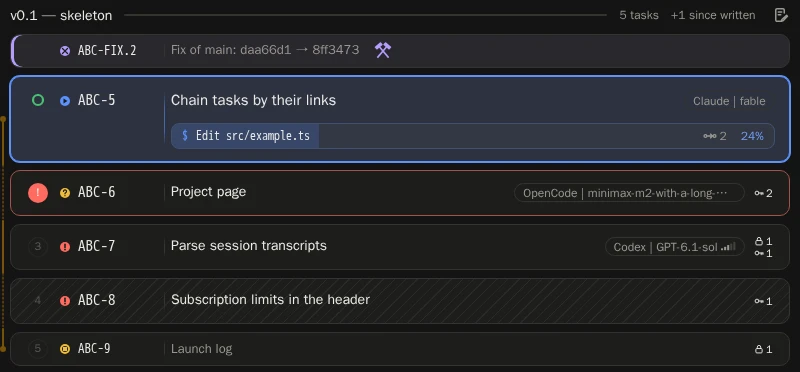 v0.1 — skeleton 5 tasks +1 since written
ABC-FIX.2 Fix of main: daa66d1 → 8ff3473
ABC-5 Chain tasks by their links Claude | fable
$ Edit src/example.ts 2 24%
! ? ABC-6 Project page OpenCode | minimax-m2-with-a-long-··· 2
3 ! ABC-7 Parse session transcripts Codex | GPT-6.1-sol 1
1
4 ! ABC-8 Subscription limits in the header 1
5 ABC-9 Launch log 1